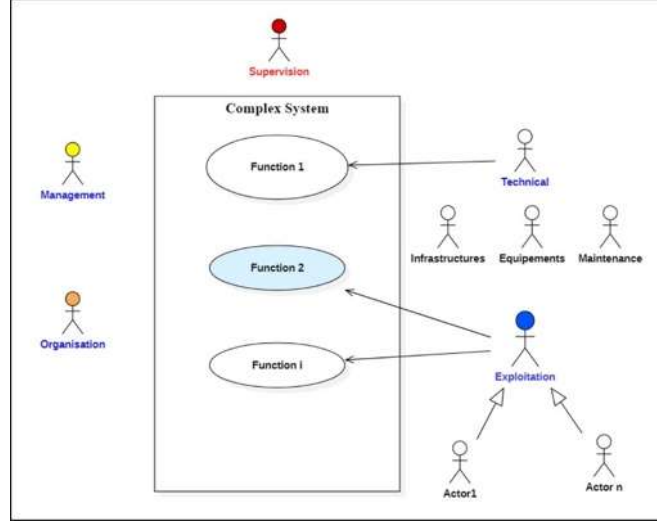 Supervision
Complex System
Function 1
Management
Technical
Infrastructures
Equipements
Maintenance
Function 2
Organisation
Function i
Exploitation
Actor1
Actor n